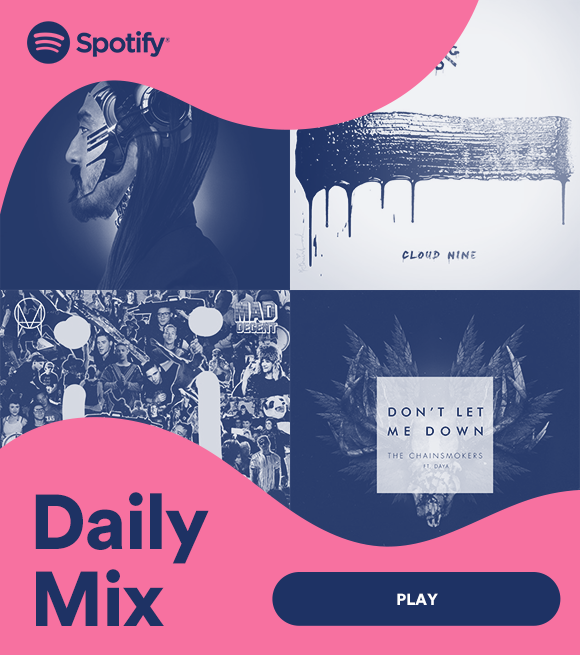 Spotify®
CLOUD NINE
MAD
DECENT
DON'T LET
ME DOWN
THE CHAINSMOKERS
FT. DAYA
Daily
Mix
PLAY